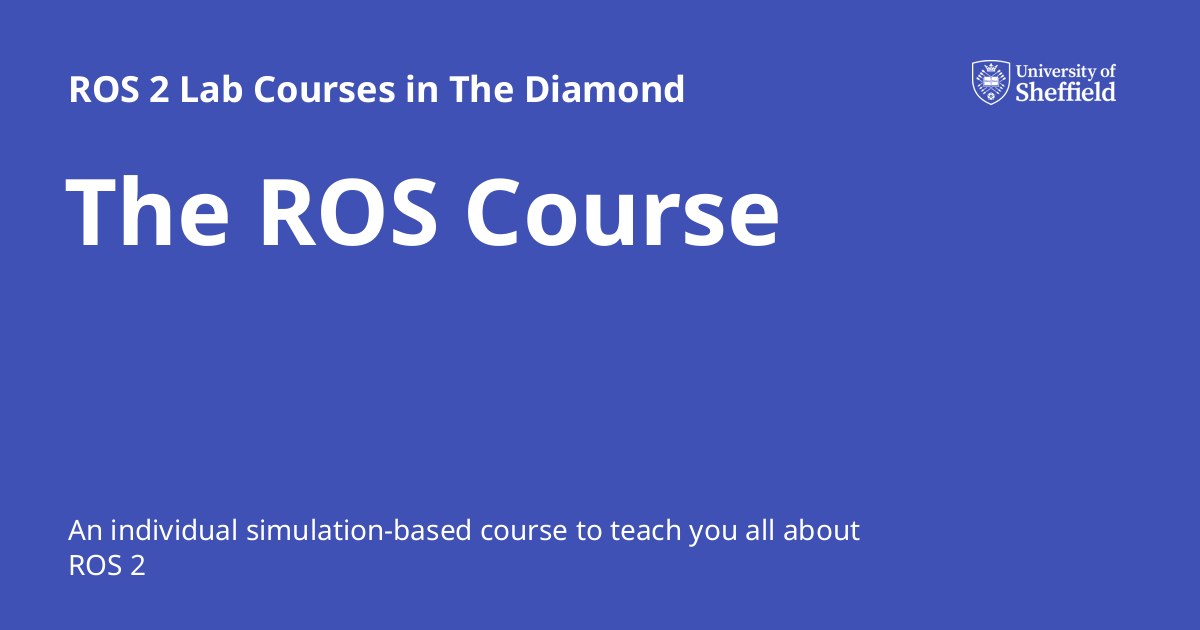 ROS 2 Lab Courses in The Diamond
University of
Sheffield
The ROS Course
An individual simulation-based course to teach you all about
ROS 2